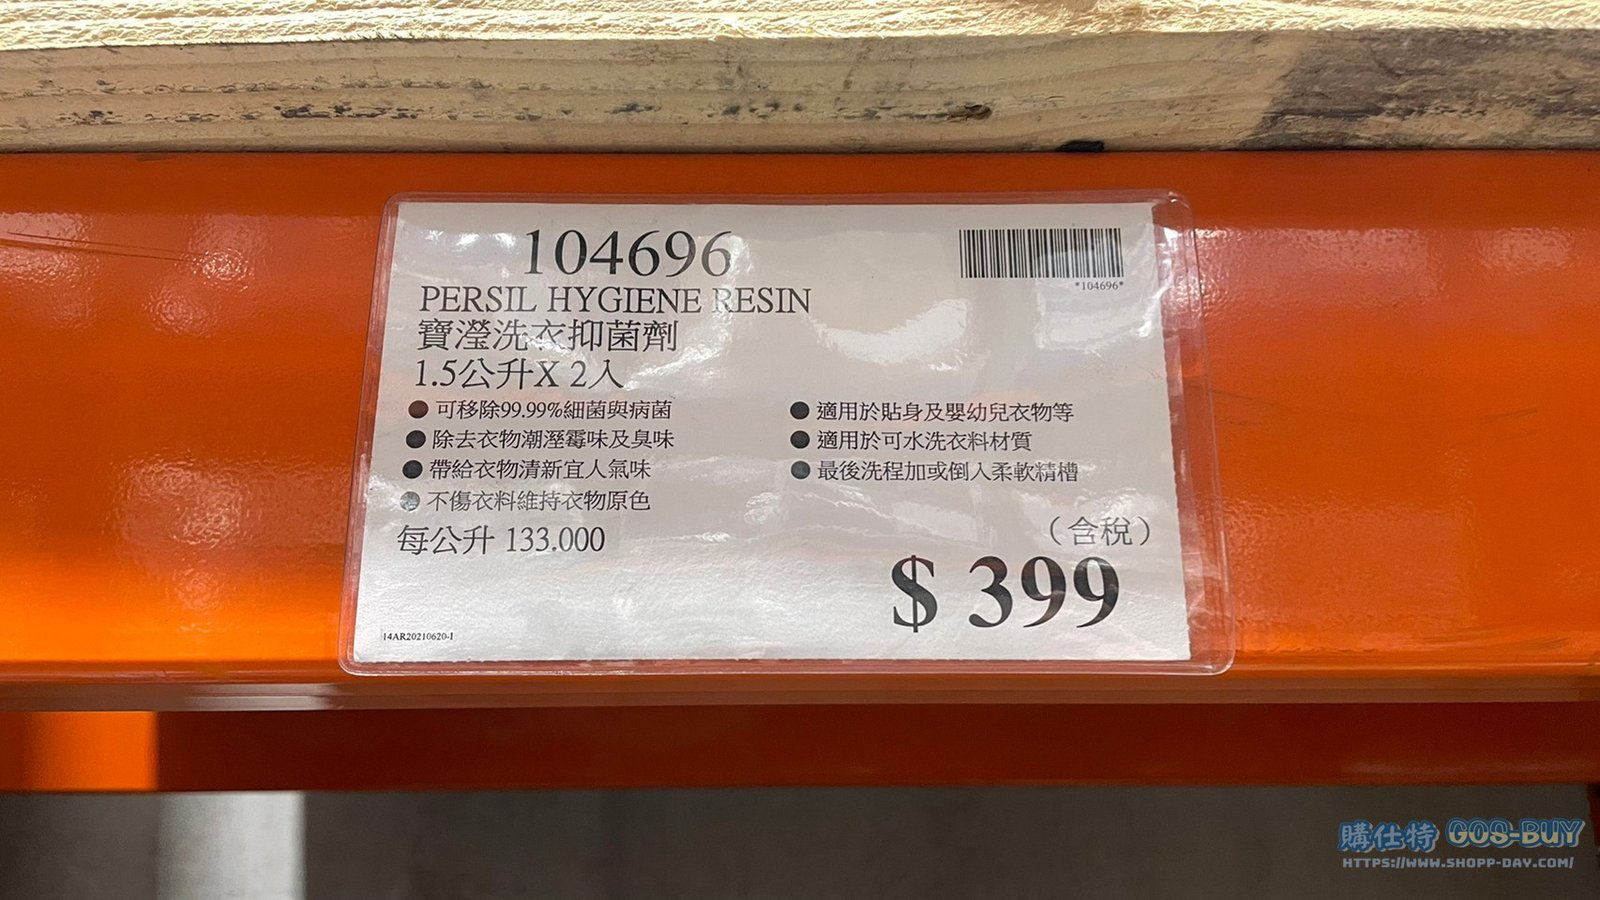 104696
*104696*
PERSIL HYGIENE RESIN
寶瀅洗衣抑菌劑
1.5公升X 2入
● 可移除99.99%細菌與病菌
● 除去衣物潮溼霉味及臭味
● 帶給衣物清新宜人氣味
● 不傷衣料維持衣物原色
● 適用於貼身及嬰幼兒衣物等
● 適用於可水洗衣料材質
● 最後洗程加或倒入柔軟精槽
每公升 133.000
（含稅）
$ 399
14AR20210620-1
購仕特 GOS-BUY
HTTPS://WWW.SHOPP-DAY.COM/